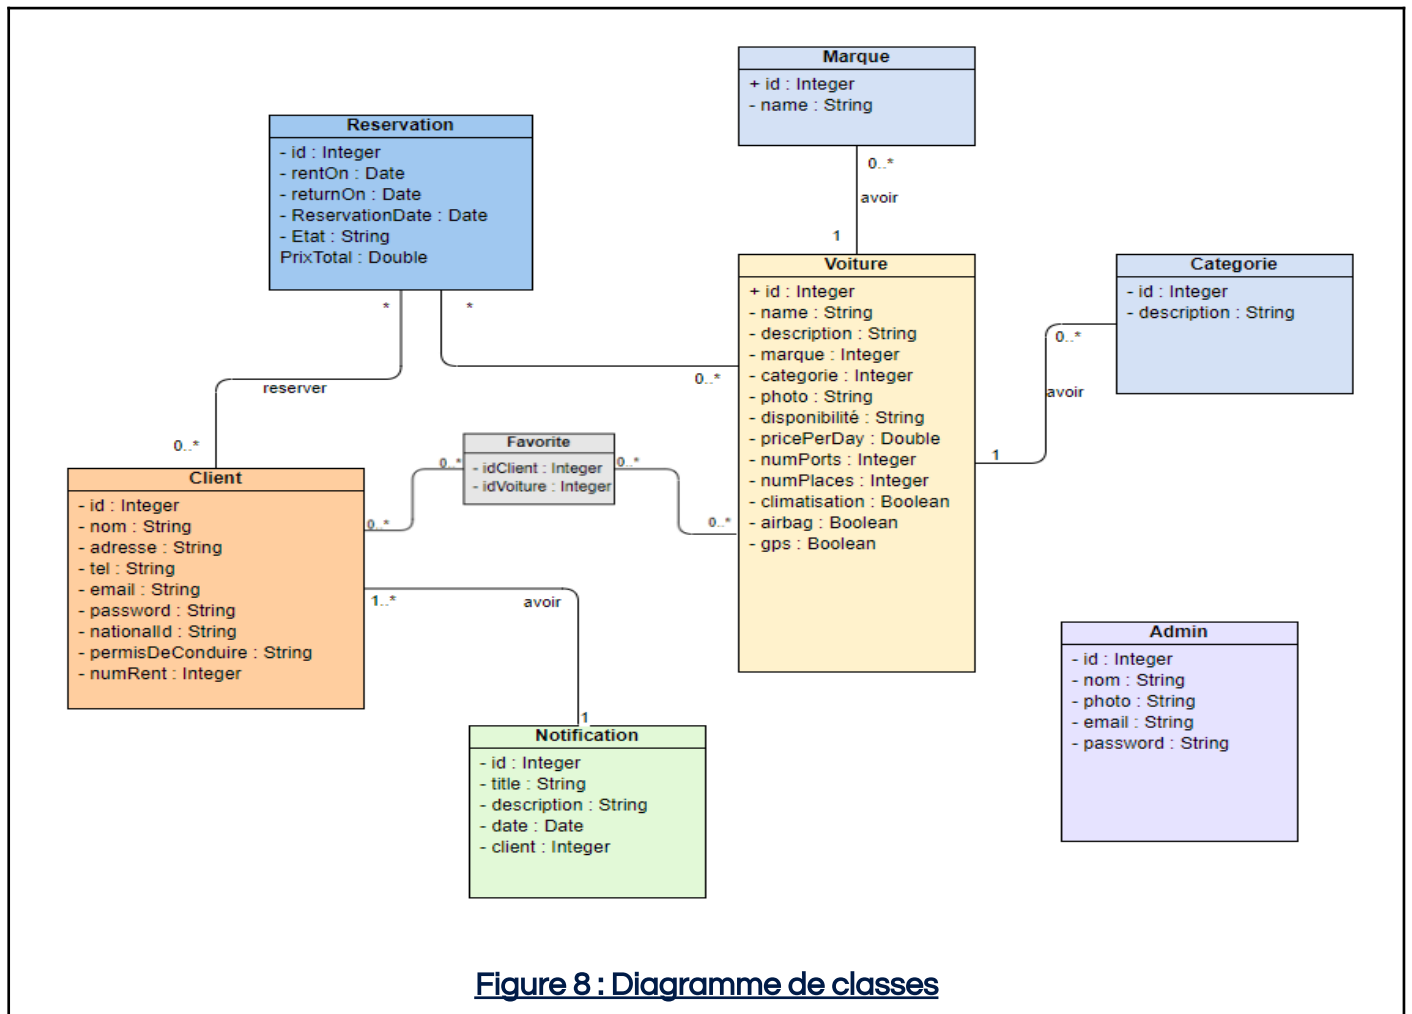 Marque
+ id : Integer
- name : String
0..*
avoir
1
Reservation
- id : Integer
- rentOn : Date
- returnOn : Date
- ReservationDate : Date
- Etat : String
PrixTotal : Double
*
*
reserver
0..*
0..*
Voiture
+ id : Integer
- name : String
- description : String
- marque : Integer
- categorie : Integer
- photo : String
- disponibilité : String
- pricePerDay : Double
- numPorts : Integer
- numPlaces : Integer
- climatisation : Boolean
- airbag : Boolean
- gps : Boolean
Categorie
- id : Integer
- description : String
0..*
avoir
1
Favorite
- idClient : Integer
- idVoiture : Integer
0..*
0..*
0..*
0..*
Client
- id : Integer
- nom : String
- adresse : String
- tel : String
- email : String
- password : String
- nationalId : String
- permisDeConduire : String
- numRent : Integer
1..*
avoir
1
Notification
- id : Integer
- title : String
- description : String
- date : Date
- client : Integer
Admin
- id : Integer
- nom : String
- photo : String
- email : String
- password : String
Figure 8 : Diagramme de classes